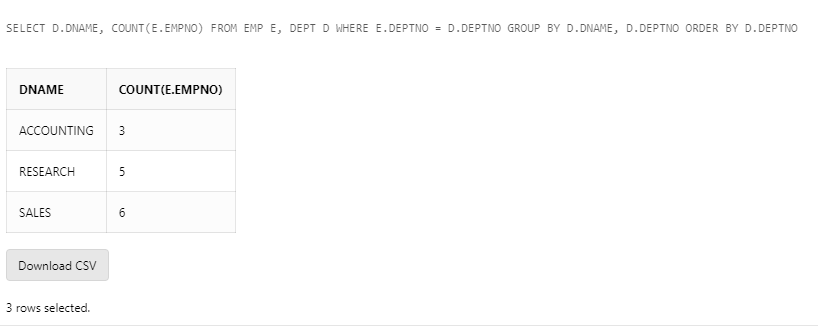 SELECT D.DNAME, COUNT(E.EMPNO) FROM EMP E, DEPT D WHERE E.DEPTNO = D.DEPTNO GROUP BY D.DNAME, D.DEPTNO ORDER BY D.DEPTNO
DNAME COUNT(E.EMPNO)
ACCOUNTING 3
RESEARCH 5
SALES 6
Download CSV
3 rows selected.